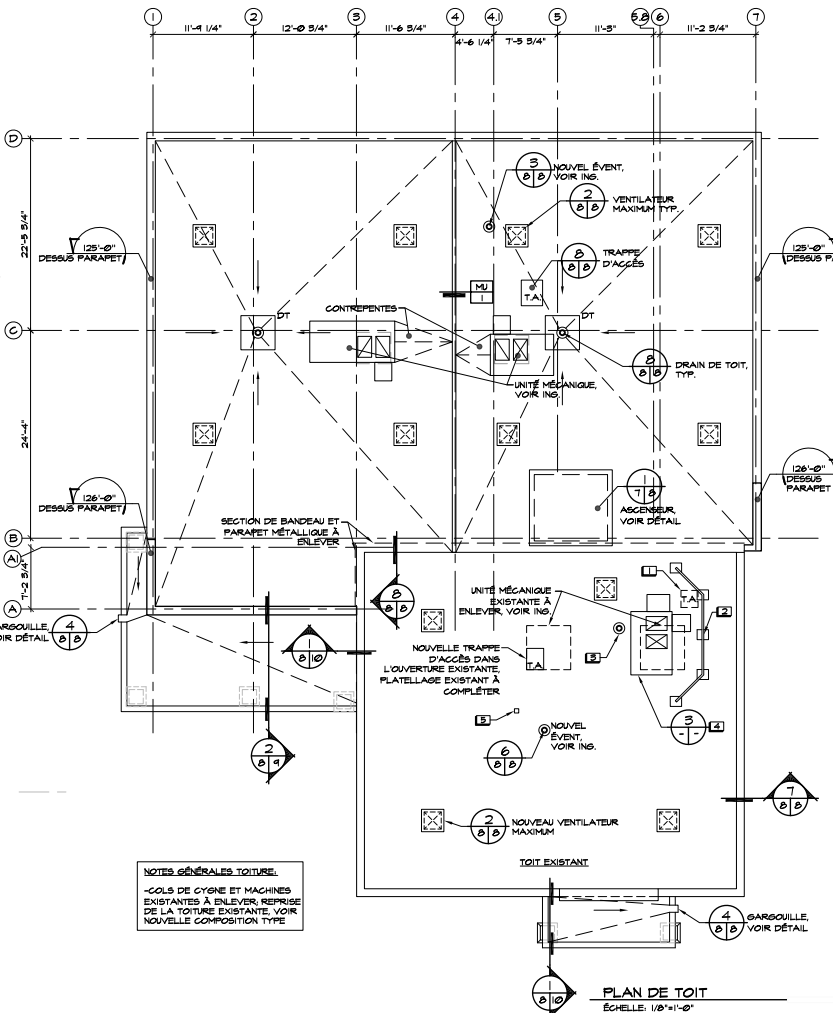 1 2 3 4 4.1 5 5.8 6 7
11'-9 1/4" 12'-0 3/4" 11'-6 3/4" 4'-6 1/4" 7'-5 3/4" 11'-3" 11'-2 3/4"
D
3
8 8
NOUVEL ÉVENT,
VOIR ING.
2
8 8
VENTILATEUR
MAXIMUM TYP.
22'-5 3/4"
125'-0"
DESSUS PARAPET
8
8 8
TRAPPE
D'ACCÈS
125'-0"
DESSUS PA
MU
1
T.A.
CONTREPENTES
DT
DT
C
8
8 8
DRAIN DE TOIT,
TYP.
UNITÉ MÉCANIQUE,
VOIR ING.
24'-4"
126'-0"
DESSUS PARAPET
126'-0"
DESSUS
PARAPET
1
7 8
ASCENSEUR,
VOIR DÉTAIL
SECTION DE BANDEAU ET
PARAPET MÉTALLIQUE À
ENLEVER
B
A1
7'-2 3/4"
A
8
8 8
UNITÉ MÉCANIQUE
EXISTANTE À
ENLEVER, VOIR ING.
1
T.A.
2
ARGOUILLE,
OIR DÉTAIL
4
8 8
1
8 10
NOUVELLE TRAPPE
D'ACCÈS DANS
L'OUVERTURE EXISTANTE,
PLATELLAGE EXISTANT À
COMPLÉTER
T.A.
3
3
- -
4
5
NOUVEL
ÉVENT,
VOIR ING.
6
8 8
2
8 9
7
8 8
2
8 8
NOUVEAU VENTILATEUR
MAXIMUM
TOIT EXISTANT
NOTES GÉNÉRALES TOITURE:
-COLS DE CYGNE ET MACHINES
EXISTANTES À ENLEVER; REPRISE
DE LA TOITURE EXISTANTE, VOIR
NOUVELLE COMPOSITION TYPE
4
8 8
GARGOUILLE,
VOIR DÉTAIL
8 10
PLAN DE TOIT
ÉCHELLE: 1/8"=1'-0"